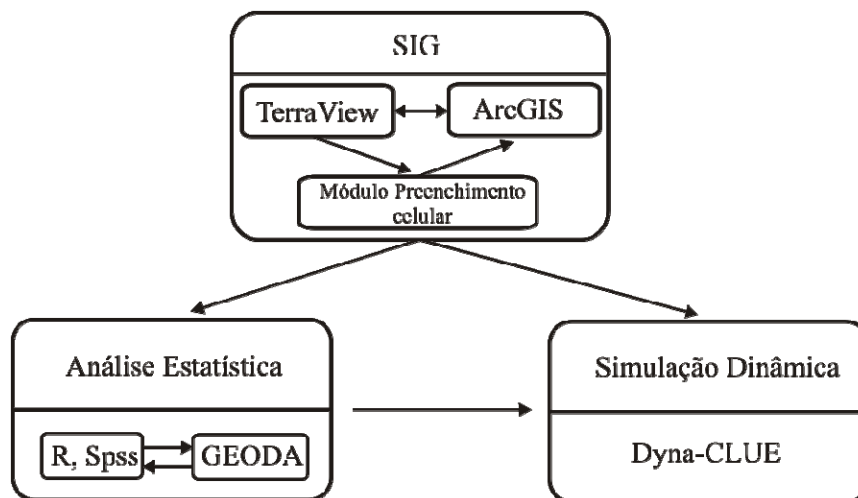 SIG
TerraView
ArcGIS
Módulo Preenchimento
celular
Análise Estatística
Simulação Dinâmica
R, Spss
GEODA
Dyna-CLUE